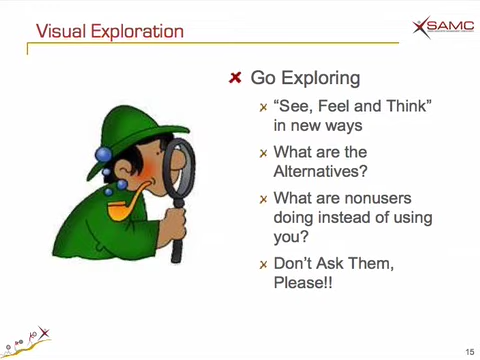 Visual Exploration
SAMC
Go Exploring
“See, Feel and Think”
in new ways
What are the
Alternatives?
What are nonusers
doing instead of using
you?
Don’t Ask Them,
Please!!
15